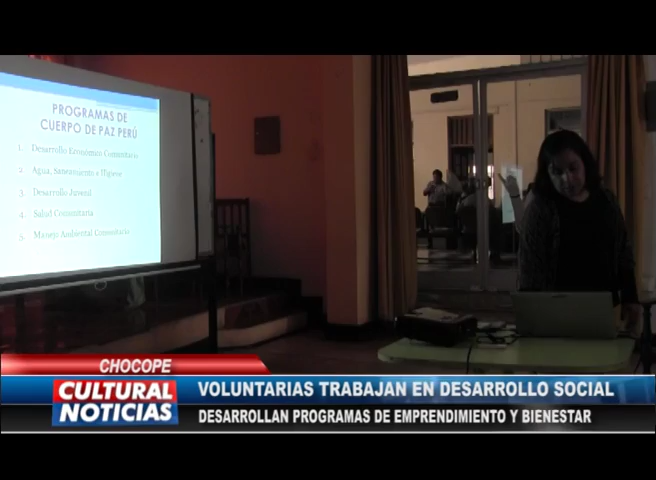 PROGRAMAS DE
CUERPO DE PAZ PERÚ
1. Desarrollo Económico Comunitario
2. Agua, Saneamiento e Higiene
3. Desarrollo Juvenil
4. Salud Comunitaria
5. Manejo Ambiental Comunitario
CHOCOPE
CULTURAL
NOTICIAS
VOLUNTARIAS TRABAJAN EN DESARROLLO SOCIAL
DESARROLLAN PROGRAMAS DE EMPRENDIMIENTO Y BIENESTAR